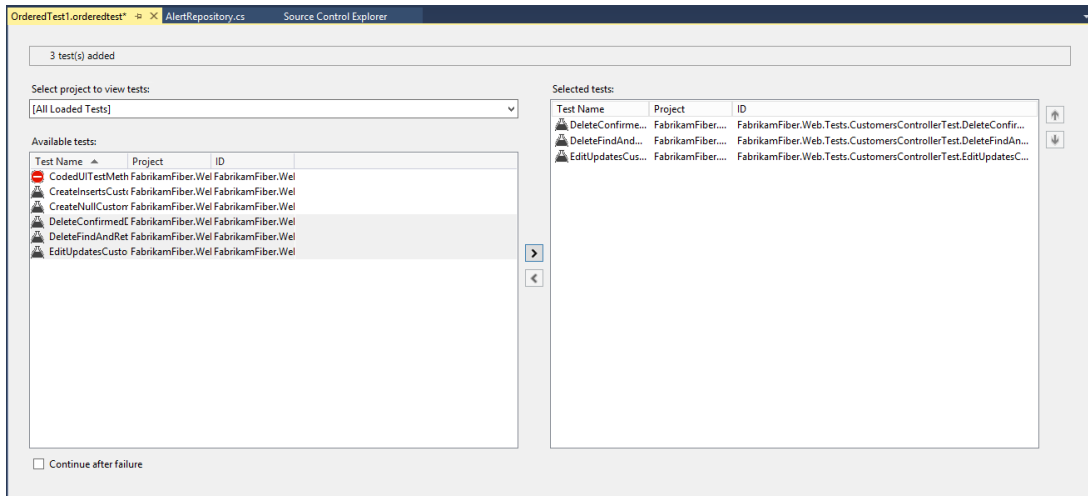 OrderedTest1.orderedtest* AlertRepository.cs Source Control Explorer
3 test(s) added
Select project to view tests:
[All Loaded Tests]
Available tests:
Test Name Project ID
CodedUITestMeth FabrikamFiber.Wel FabrikamFiber.Wel
CreateInsertsCusto FabrikamFiber.Wel FabrikamFiber.Wel
CreateNullCustom FabrikamFiber.Wel FabrikamFiber.Wel
DeleteConfirmedD FabrikamFiber.Wel FabrikamFiber.Wel
DeleteFindAndRet FabrikamFiber.Wel FabrikamFiber.Wel
EditUpdatesCusto FabrikamFiber.Wel FabrikamFiber.Wel
Continue after failure
Selected tests:
Test Name Project ID
DeleteConfirme... FabrikamFiber.... FabrikamFiber.Web.Tests.CustomersControllerTest.DeleteConfir...
DeleteFindAnd... FabrikamFiber.... FabrikamFiber.Web.Tests.CustomersControllerTest.DeleteFindAn...
EditUpdatesCus... FabrikamFiber.... FabrikamFiber.Web.Tests.CustomersControllerTest.EditUpdatesC...